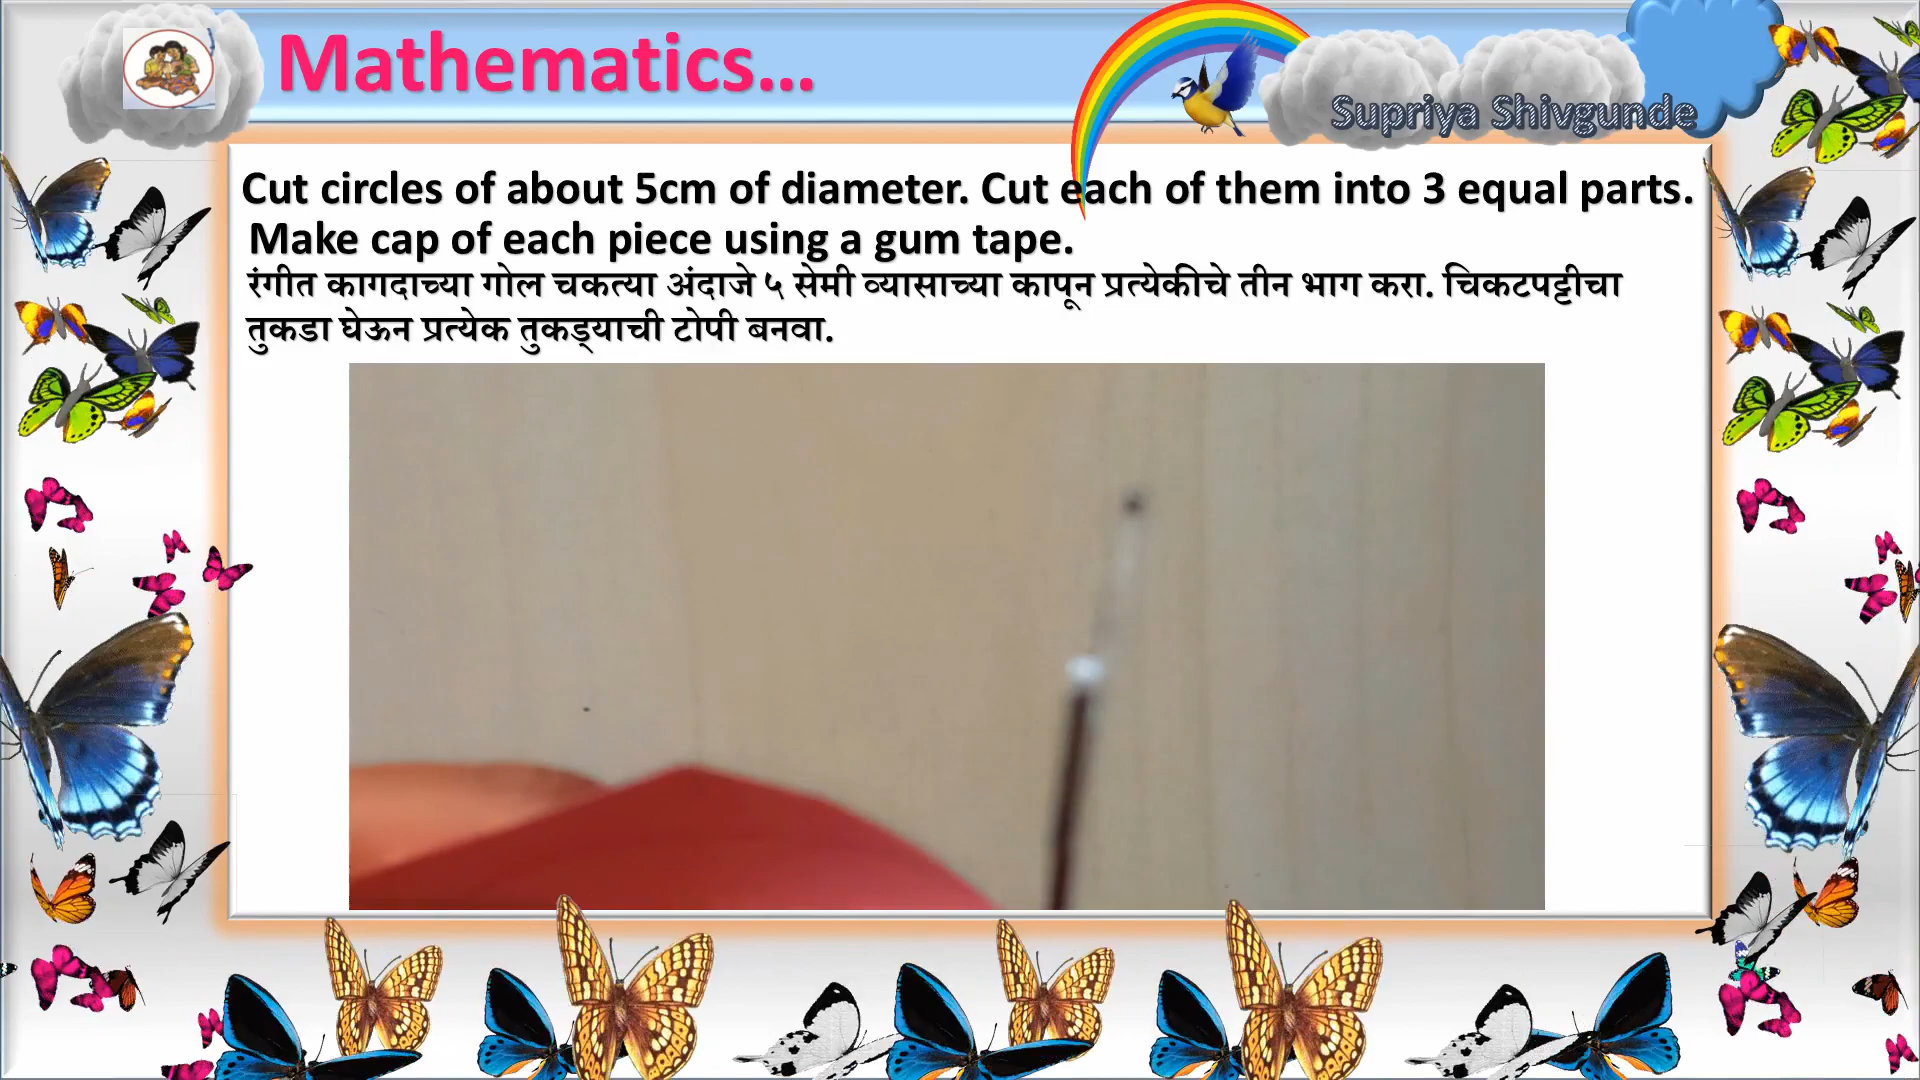 Mathematics...
Supriya Shivgunde
Cut circles of about 5cm of diameter. Cut each of them into 3 equal parts.
Make cap of each piece using a gum tape.
रंगीत कागदाच्या गोल चकत्या अंदाजे ५ सेमी व्यासाच्या कापून प्रत्येकीचे तीन भाग करा. चिकटपट्टीचा
तुकडा घेऊन प्रत्येक तुकड्याची टोपी बनवा.